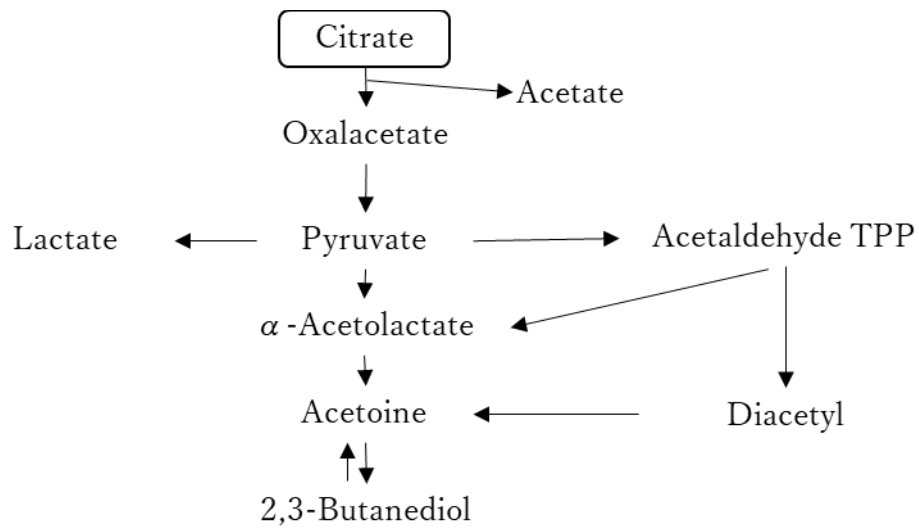 Citrate
Acetate
Oxalacetate
Lactate
Pyruvate
Acetaldehyde TPP
α-Acetolactate
Acetoine
Diacetyl
2,3-Butanediol